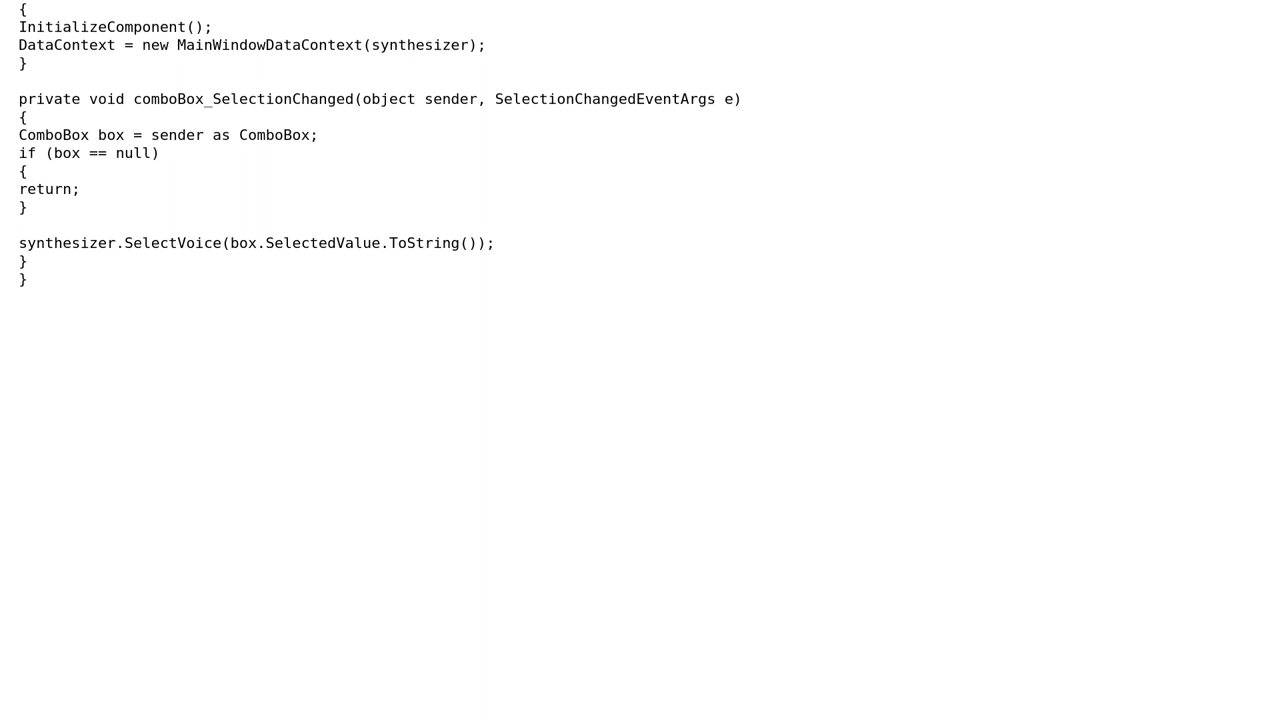 {
InitializeComponent();
DataContext = new MainWindowDataContext(synthesizer);
}
private void comboBox_SelectionChanged(object sender, SelectionChangedEventArgs e)
{
ComboBox box = sender as ComboBox;
if (box == null)
{
return;
}
synthesizer.SelectVoice(box.SelectedValue.ToString());
}
}